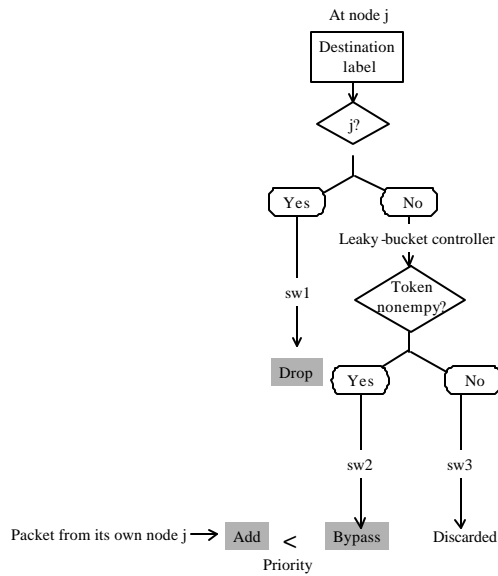 At node j
Destination
label
j?
Yes
No
Leaky-bucket controller
sw1
Token
nonempy?
Drop
Yes
No
sw2
sw3
Packet from its own node j
Add
<
Bypass
Discarded
Priority